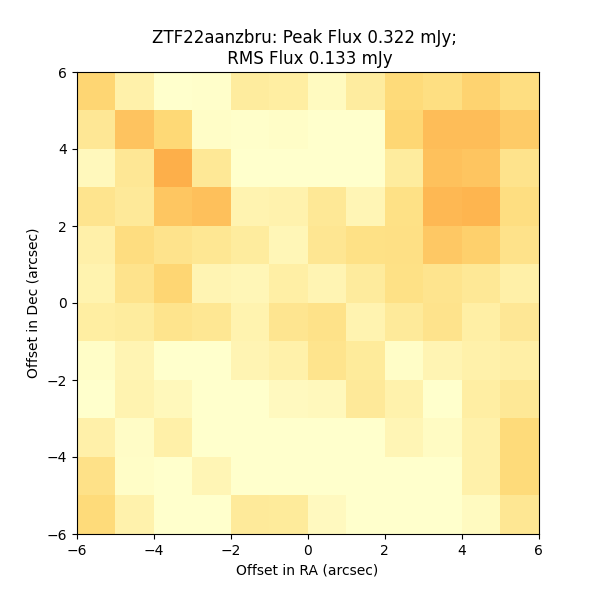 ZTF22aanzbru: Peak Flux 0.322 mJy;
RMS Flux 0.133 mJy
6
4
2
0
−2
−4
−6
Offset in Dec (arcsec)
−6 −4 −2 0 2 4 6
Offset in RA (arcsec)